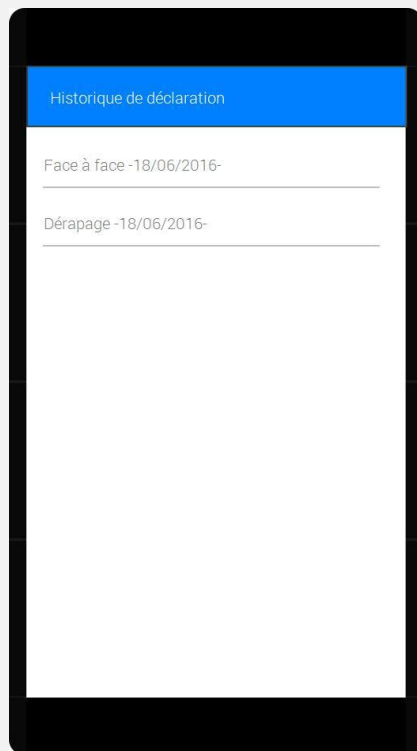 Historique de déclaration
Face à face -18/06/2016-
Dérapage -18/06/2016-